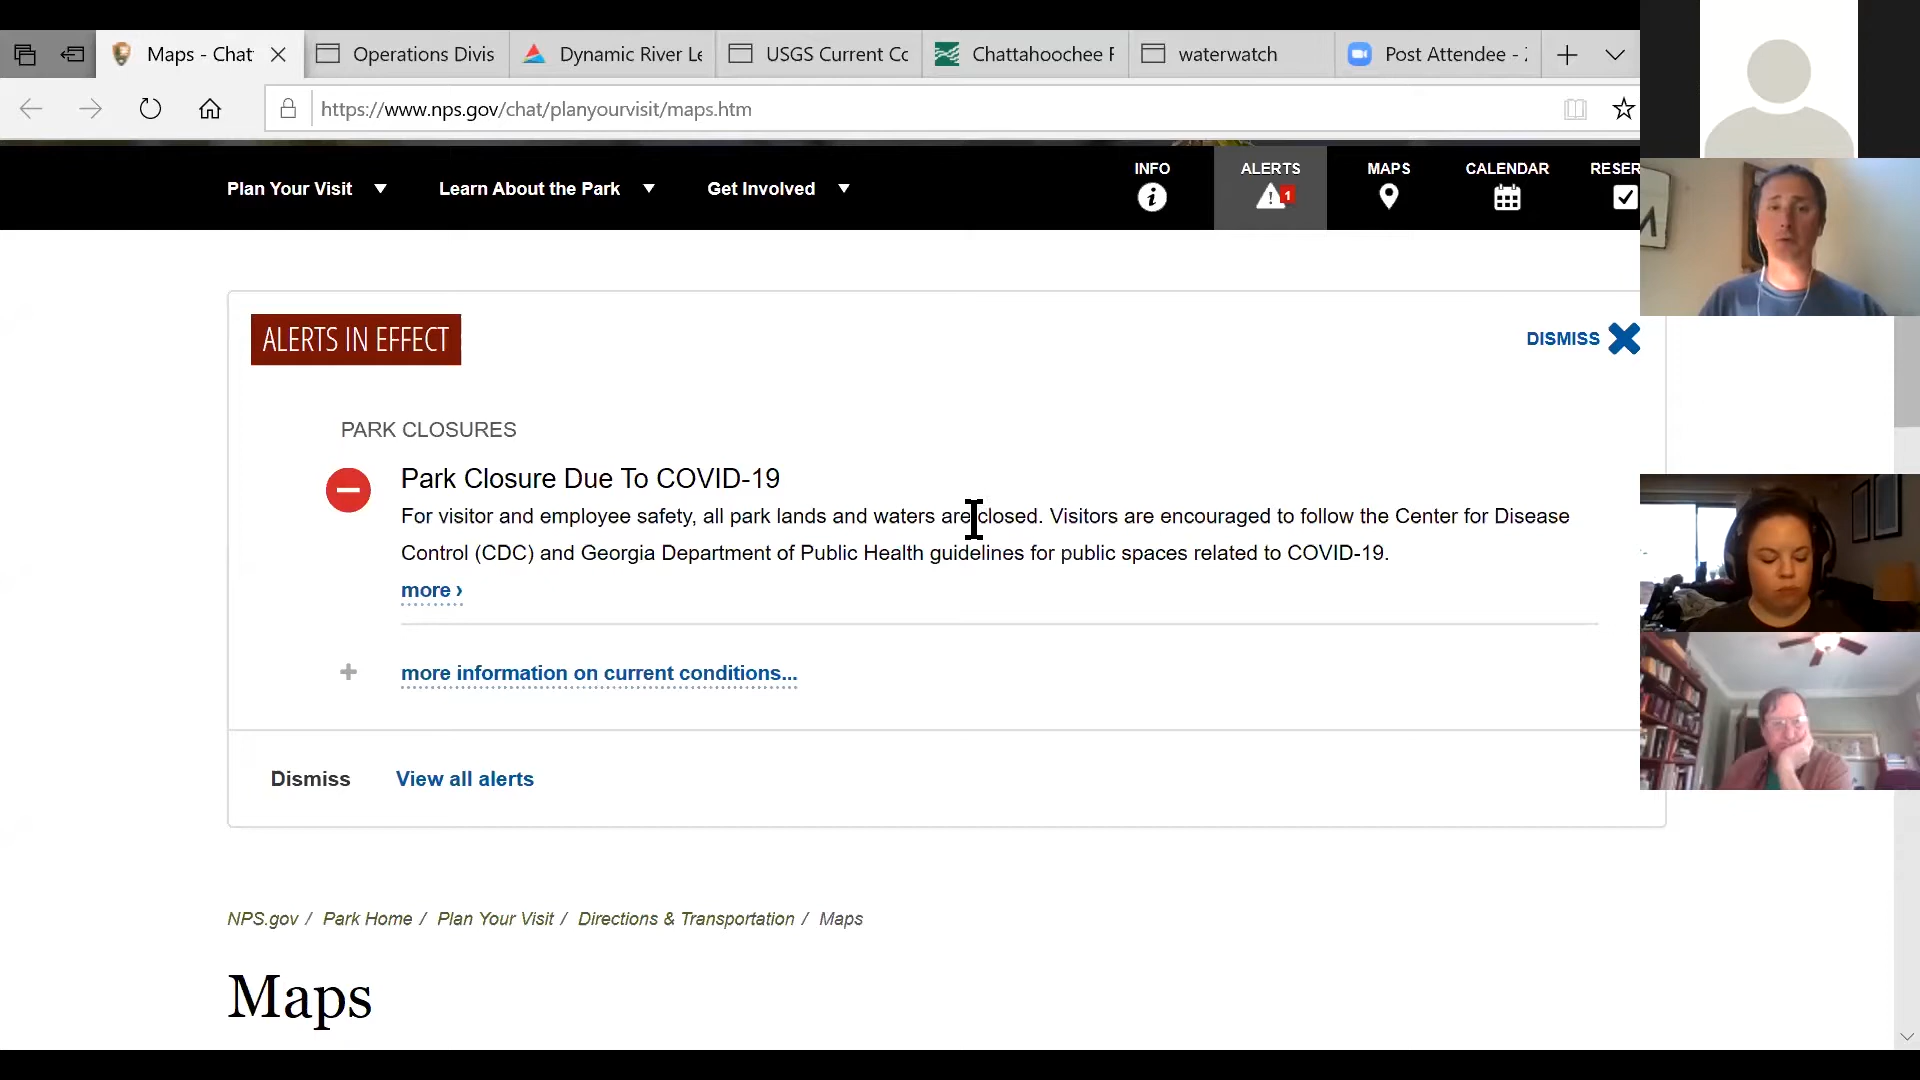 Maps - Chat
Operations Divis
Dynamic River Le
USGS Current Cc
Chattahoochee F
waterwatch
Post Attendee - 
https://www.nps.gov/chat/planyourvisit/maps.htm
Plan Your Visit
Learn About the Park
Get Involved
INFO
ALERTS
1
MAPS
CALENDAR
RESER
ALERTS IN EFFECT
DISMISS
PARK CLOSURES
Park Closure Due To COVID-19
For visitor and employee safety, all park lands and waters are closed. Visitors are encouraged to follow the Center for Disease
Control (CDC) and Georgia Department of Public Health guidelines for public spaces related to COVID-19.
more ›
more information on current conditions...
Dismiss
View all alerts
NPS.gov / Park Home / Plan Your Visit / Directions & Transportation / Maps
Maps